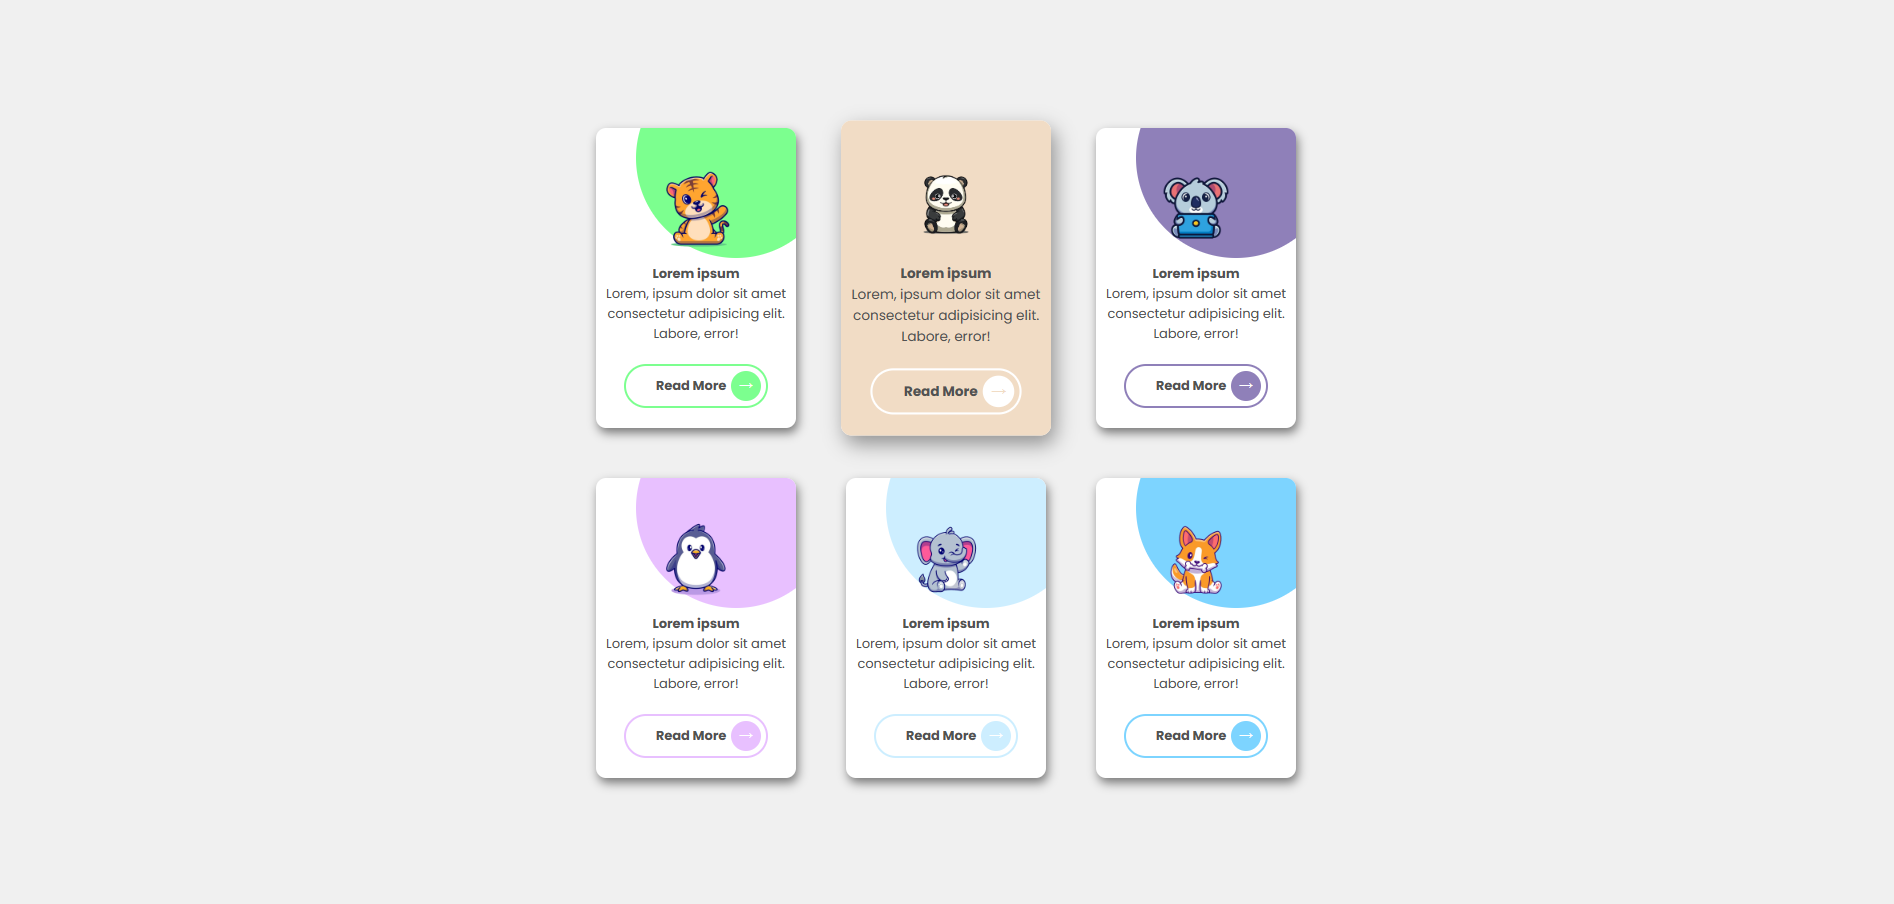 Lorem ipsum
Lorem, ipsum dolor sit amet
consectetur adipisicing elit.
Labore, error!
Read More →
Lorem ipsum
Lorem, ipsum dolor sit amet
consectetur adipisicing elit.
Labore, error!
Read More →
Lorem ipsum
Lorem, ipsum dolor sit amet
consectetur adipisicing elit.
Labore, error!
Read More →
Lorem ipsum
Lorem, ipsum dolor sit amet
consectetur adipisicing elit.
Labore, error!
Read More →
Lorem ipsum
Lorem, ipsum dolor sit amet
consectetur adipisicing elit.
Labore, error!
Read More →
Lorem ipsum
Lorem, ipsum dolor sit amet
consectetur adipisicing elit.
Labore, error!
Read More →